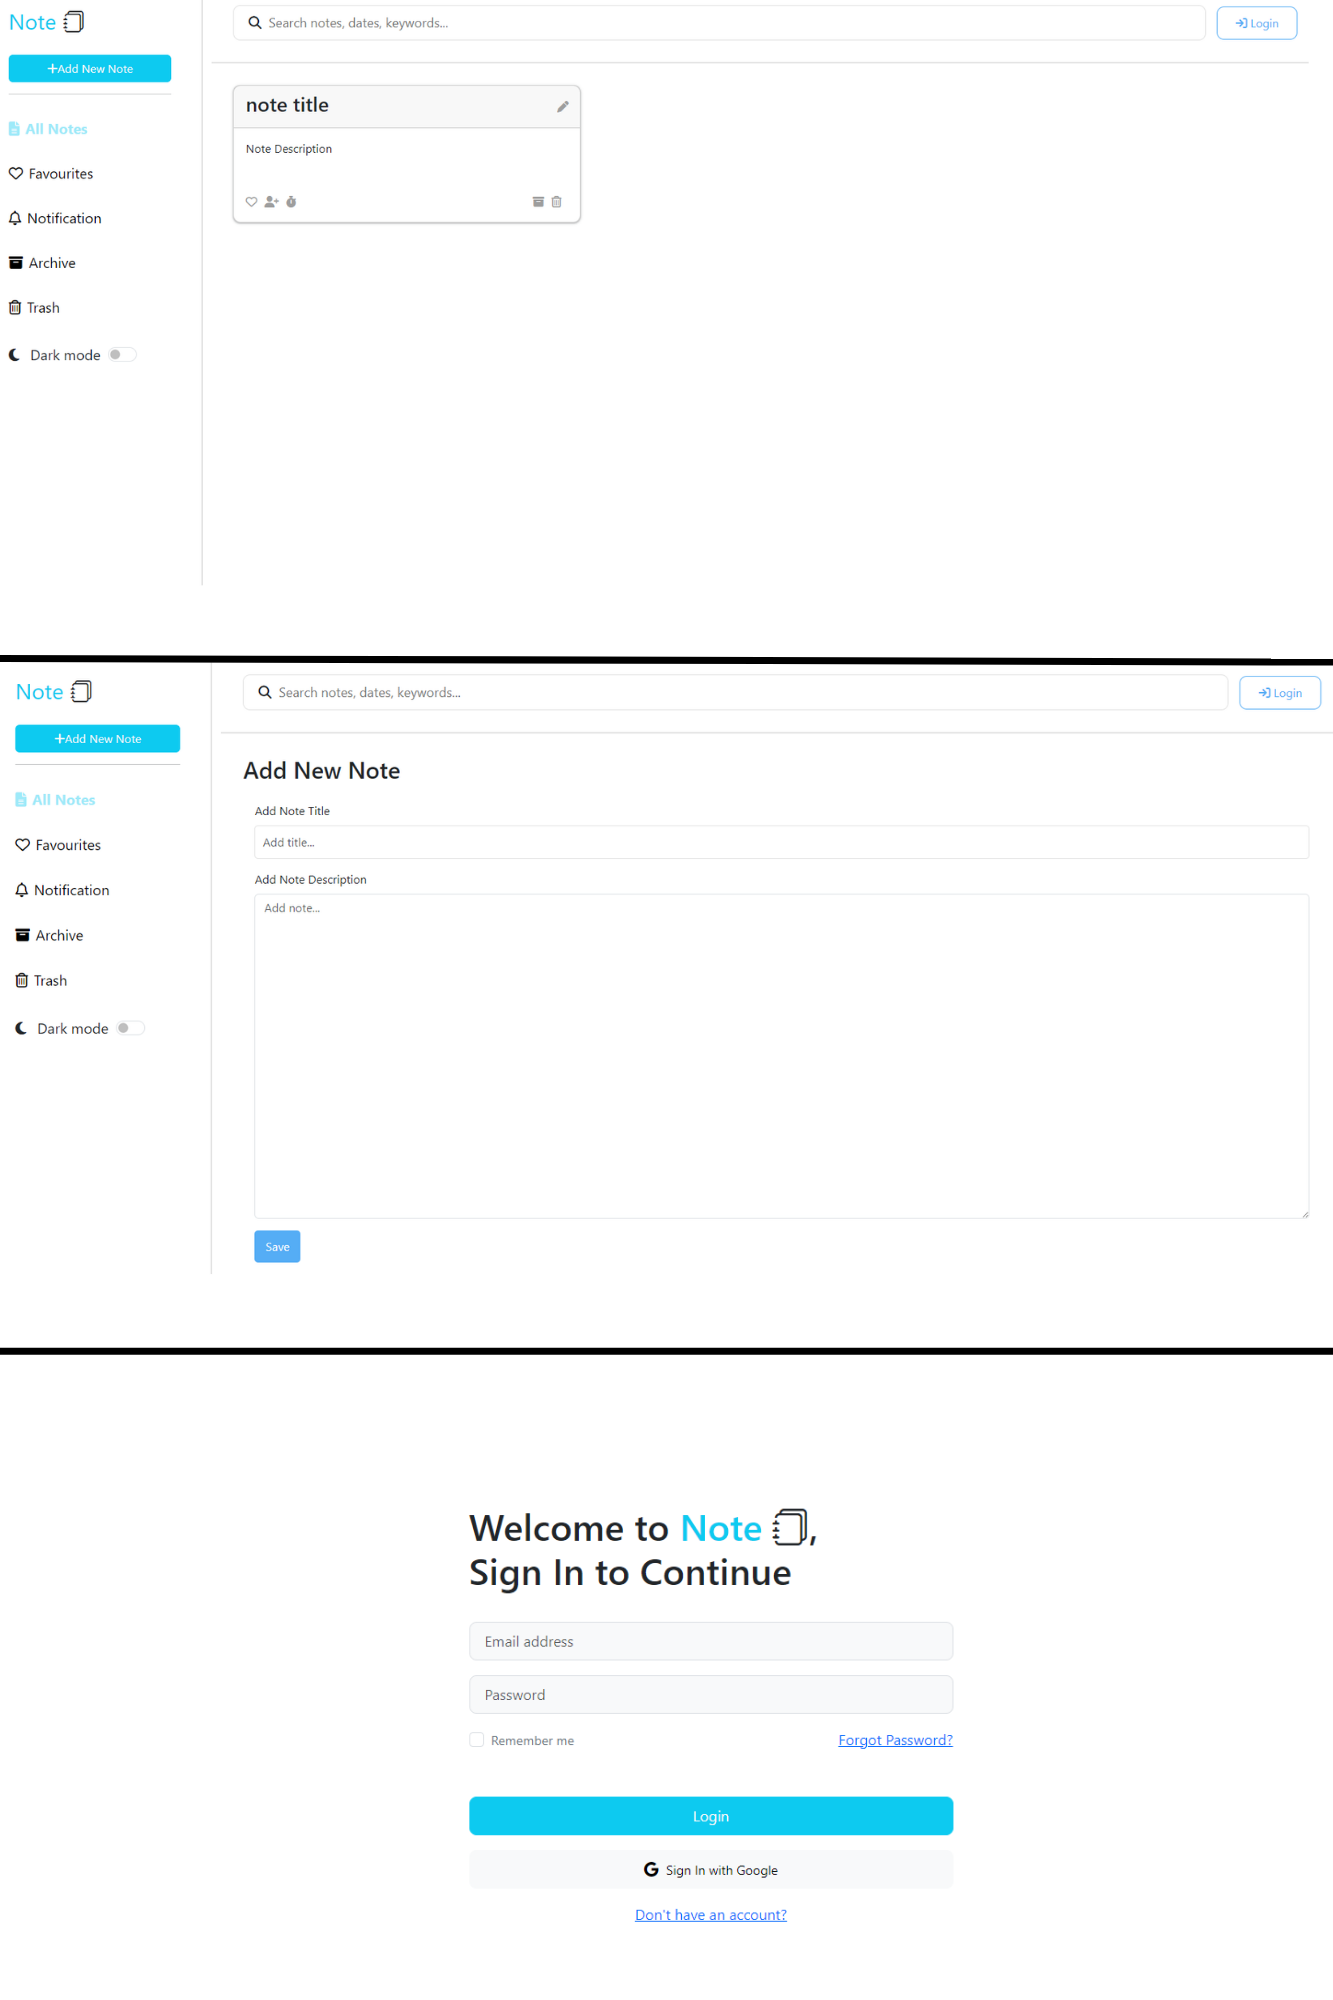 Note
Search notes, dates, keywords...
Login
+Add New Note
note title
All Notes
Note Description
Favourites
Notification
Archive
Trash
Dark mode
Note
Search notes, dates, keywords...
Login
+Add New Note
Add New Note
All Notes
Add Note Title
Add title...
Favourites
Add Note Description
Notification
Add note...
Archive
Trash
Dark mode
Save
Welcome to Note ,
Sign In to Continue
Email address
Password
Remember me
Forgot Password?
Login
G Sign In with Google
Don't have an account?